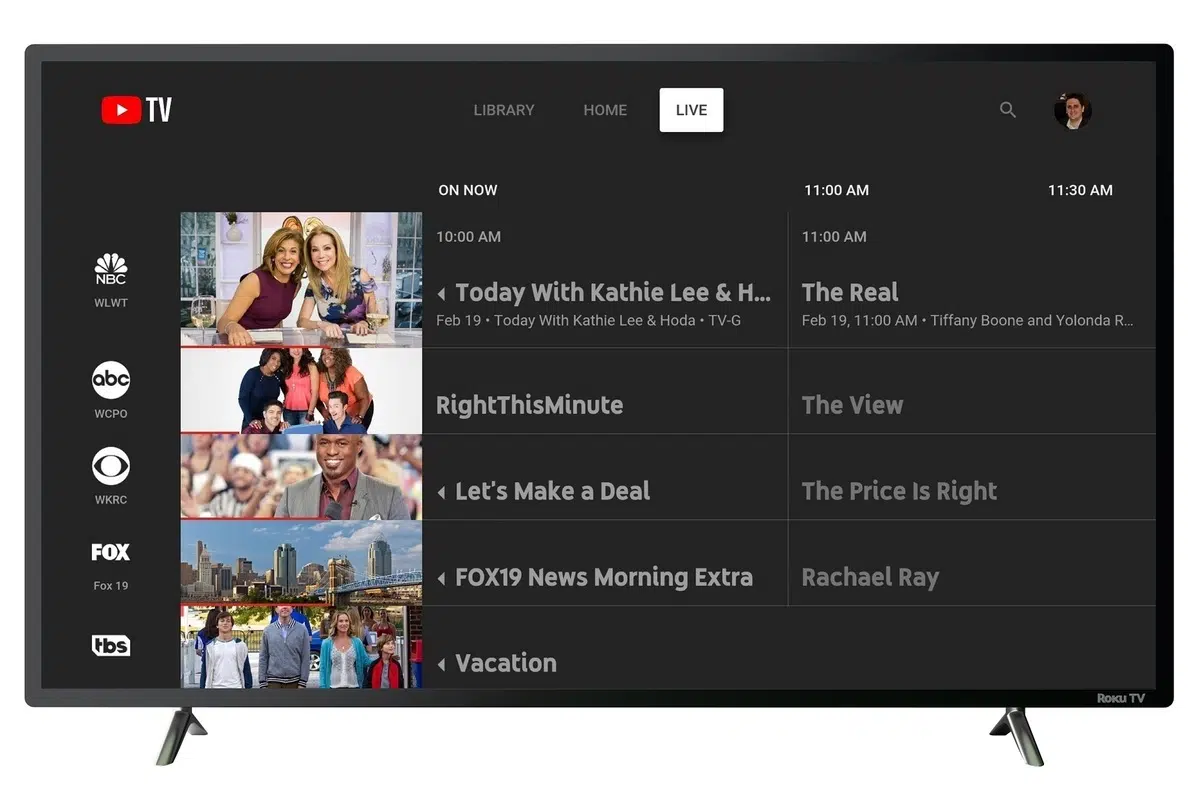 TV
LIBRARY HOME LIVE
ON NOW 11:00 AM 11:30 AM
NBC
WLWT
10:00 AM
Today With Kathie Lee & H...
Feb 19 • Today With Kathie Lee & Hoda • TV-G
11:00 AM
The Real
Feb 19, 11:00 AM • Tiffany Boone and Yolonda R...
abc
WCPO
RightThisMinute
The View
WKRC
Let's Make a Deal
The Price Is Right
FOX
Fox 19
FOX19 News Morning Extra
Rachael Ray
tbs
Vacation
Roku TV